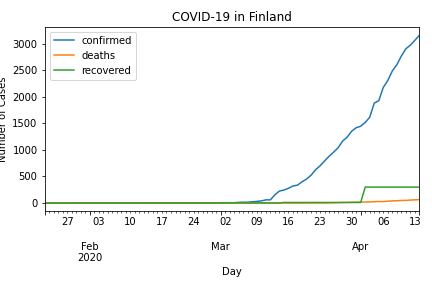 COVID-19 in Finland
confirmed
deaths
recovered
Number of Cases
3000
2500
2000
1500
1000
500
0
27 03 10 17 24 02 09 16 23 30 06 13
Feb Mar Apr
2020
Day